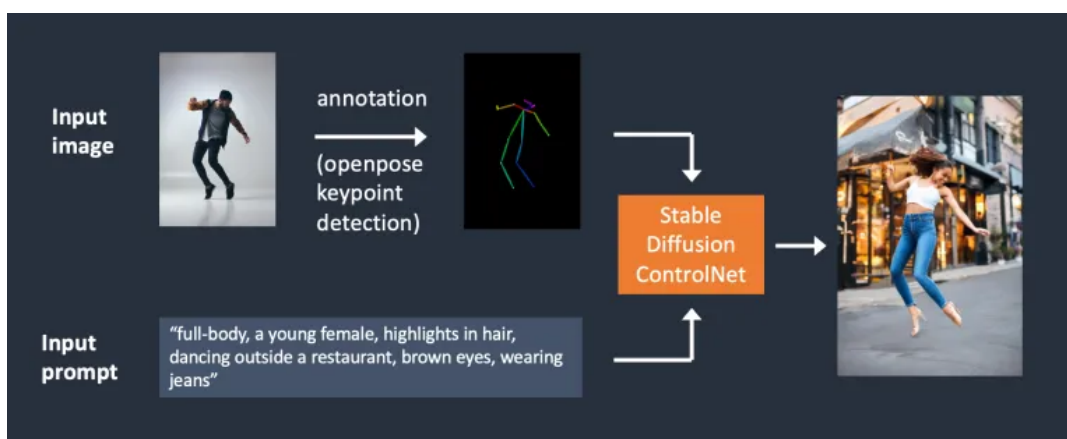 Input
image
annotation
(openpose
keypoint
detection)
Stable
Diffusion
ControlNet
Input
prompt
“full-body, a young female, highlights in hair,
dancing outside a restaurant, brown eyes, wearing
jeans”